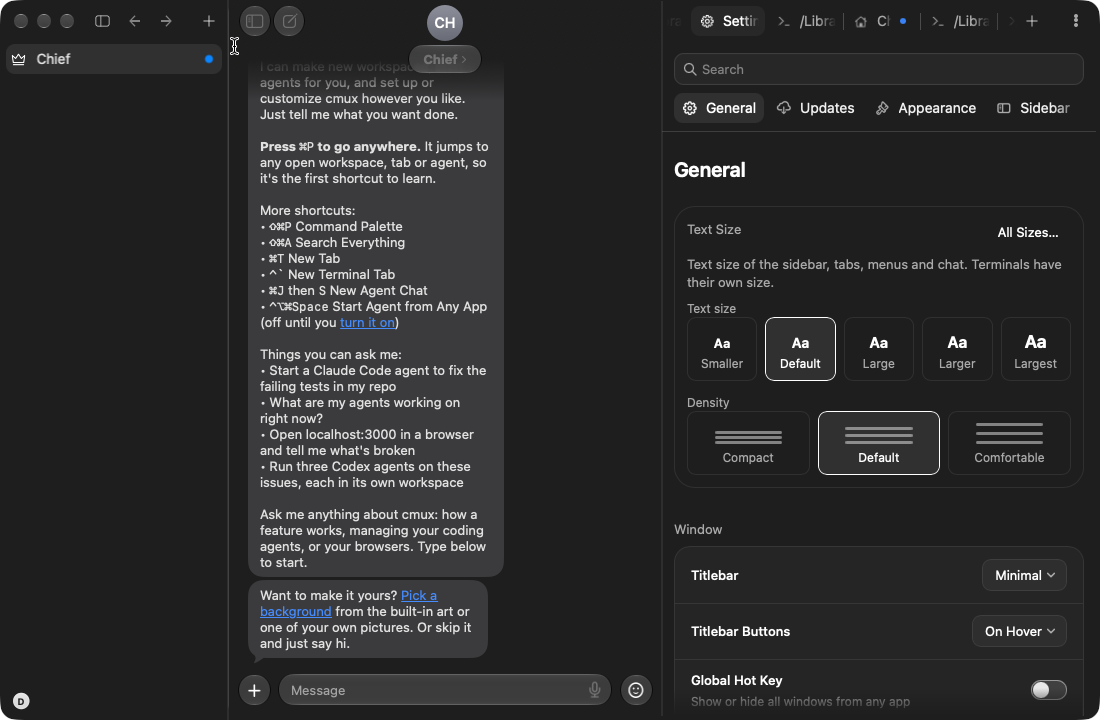 Chief
CH
Chief
I can make new workspac
agents for you, and set up or
customize cmux however you like.
Just tell me what you want done.
Press ⌘P to go anywhere. It jumps to
any open workspace, tab or agent, so
it's the first shortcut to learn.
More shortcuts:
• ⇧⌘P Command Palette
• ⇧⌘A Search Everything
• ⌘T New Tab
• ^` New Terminal Tab
• ⌘J then S New Agent Chat
• ^⌥⌘Space Start Agent from Any App
(off until you turn it on)
Things you can ask me:
• Start a Claude Code agent to fix the
failing tests in my repo
• What are my agents working on
right now?
• Open localhost:3000 in a browser
and tell me what's broken
• Run three Codex agents on these
issues, each in its own workspace
Ask me anything about cmux: how a
feature works, managing your coding
agents, or your browsers. Type below
to start.
Want to make it yours? Pick a
background from the built-in art or
one of your own pictures. Or skip it
and just say hi.
Message
D
Settin /Libra Ch /Libra
Search
General Updates Appearance Sidebar
General
Text Size All Sizes...
Text size of the sidebar, tabs, menus and chat. Terminals have
their own size.
Text size
Aa Aa Aa Aa Aa
Smaller Default Large Larger Largest
Density
Compact Default Comfortable
Window
Titlebar Minimal
Titlebar Buttons On Hover
Global Hot Key
Show or hide all windows from any app